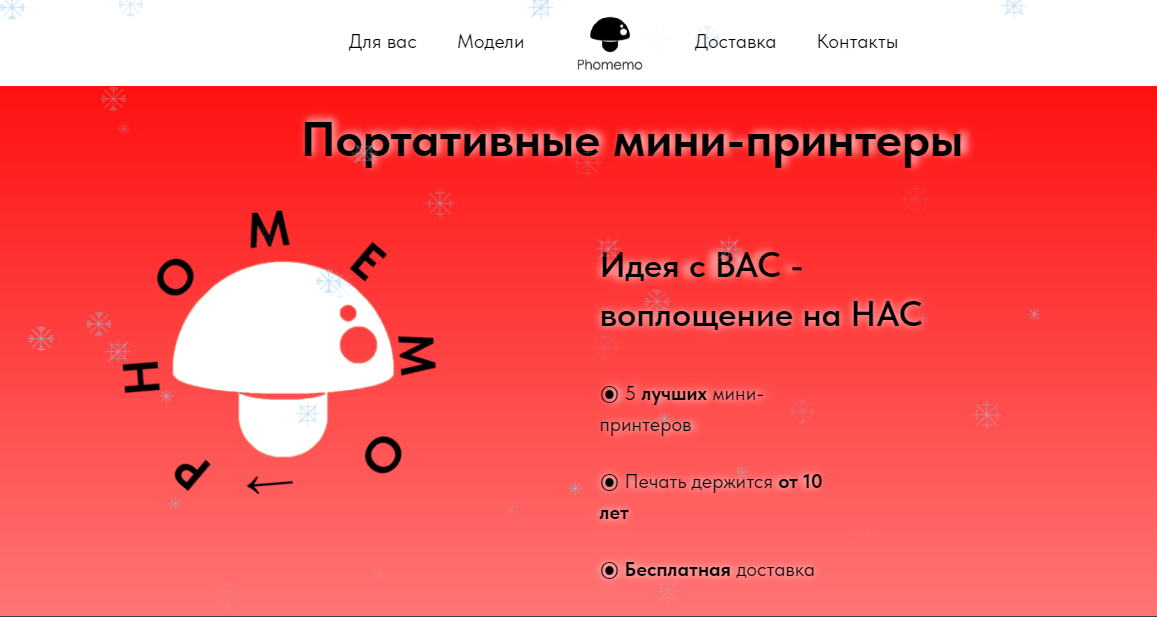 Для вас Модели Доставка Контакты
Phomemo
Портативные мини-принтеры
PHOMEMO
←
Идея с ВАС -
воплощение на НАС
◉ 5 лучших мини-
принтеров
◉ Печать держится от 10
лет
◉ Бесплатная доставка